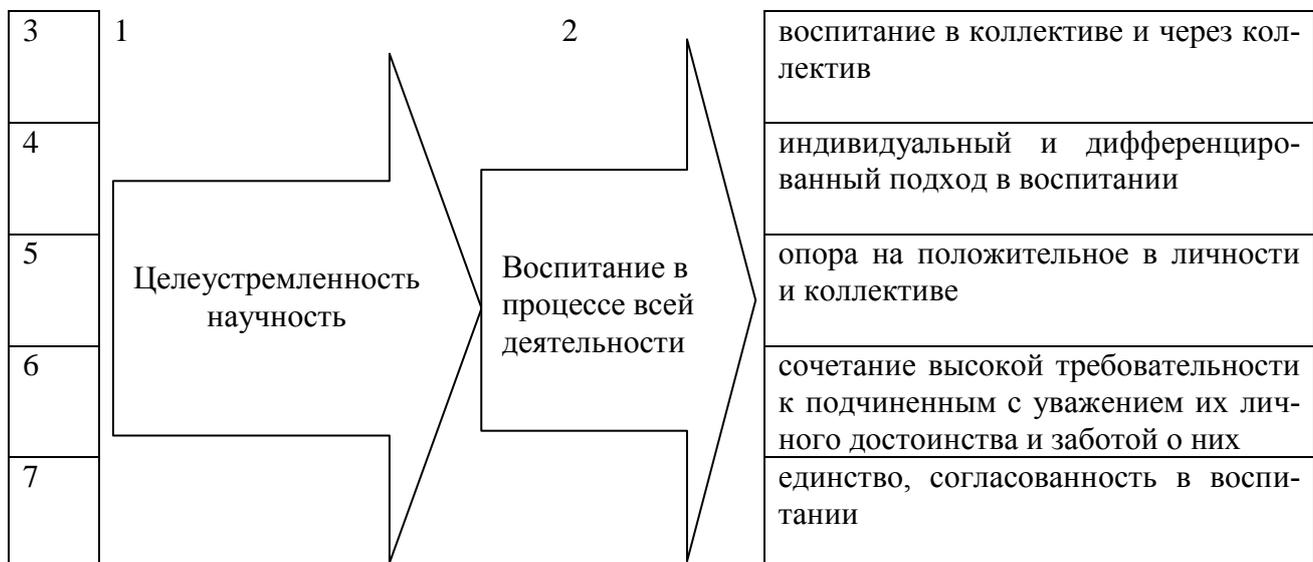 3
1
2
воспитание в коллективе и через кол-
лектив
4
индивидуальный и дифференциро-
ванный подход в воспитании
5
Целеустремленность
научность
Воспитание в
процессе всей
деятельности
опора на положительное в личности
и коллективе
6
сочетание высокой требовательности
к подчиненным с уважением их лич-
ного достоинства и заботой о них
7
единство, согласованность в воспи-
тании